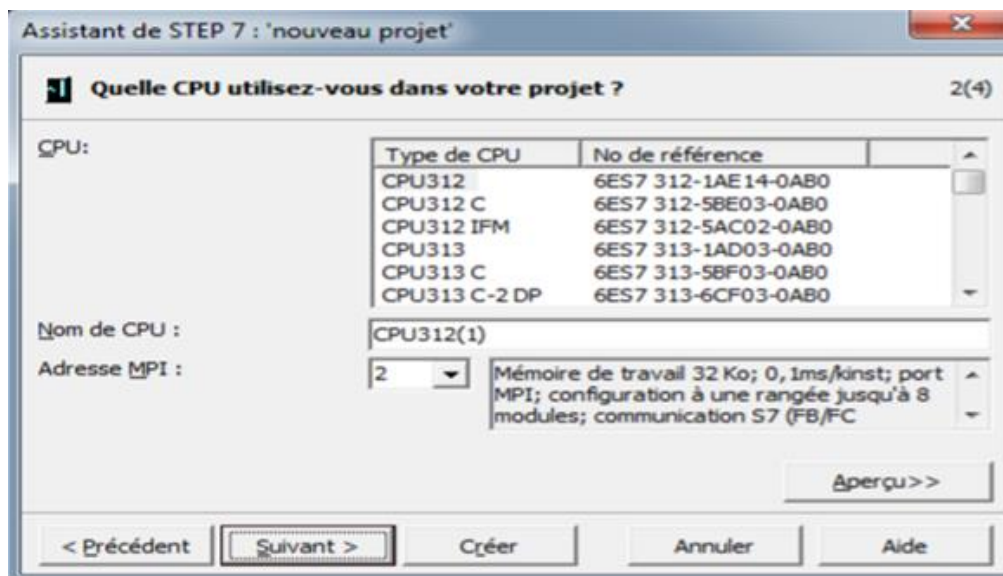 Assistant de STEP 7 : 'nouveau projet'
Quelle CPU utilisez-vous dans votre projet ? 2(4)
CPU:
Type de CPU No de référence
CPU312 6ES7 312-1AE14-0AB0
CPU312 C 6ES7 312-5BE03-0AB0
CPU312 IFM 6ES7 312-5AC02-0AB0
CPU313 6ES7 313-1AD03-0AB0
CPU313 C 6ES7 313-5BF03-0AB0
CPU313 C-2 DP 6ES7 313-6CF03-0AB0
Nom de CPU : CPU312(1)
Adresse MPI : 2
Mémoire de travail 32 Ko; 0,1ms/kinst; port
MPI; configuration à une rangée jusqu'à 8
modules; communication S7 (FB/FC
Aperçu>>
< Précédent Suivant > Créer Annuler Aide